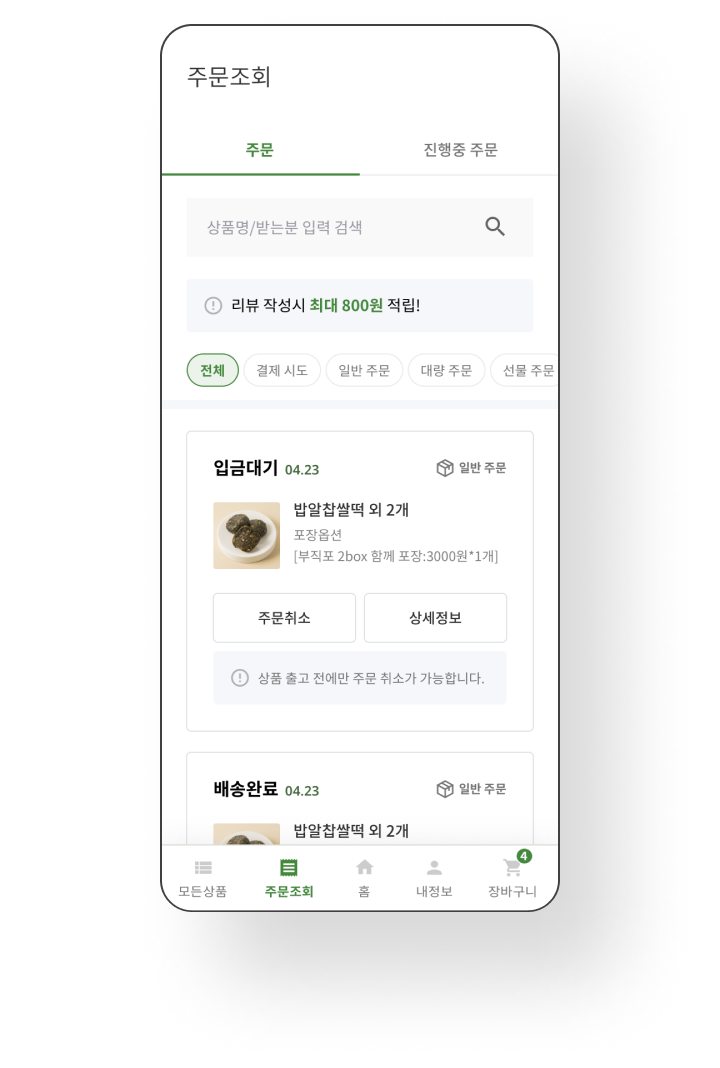 주문조회
주문
진행중 주문
상품명/받는분 입력 검색
리뷰 작성시 최대 800원 적립!
전체
결제 시도
일반 주문
대량 주문
선물 주문
입금대기 04.23
일반 주문
밥알찹쌀떡 외 2개
포장옵션
[부직포 2box 함께 포장:3000원*1개]
주문취소
상세정보
상품 출고 전에만 주문 취소가 가능합니다.
배송완료 04.23
일반 주문
밥알찹쌀떡 외 2개
4
모든상품
주문조회
홈
내정보
장바구니